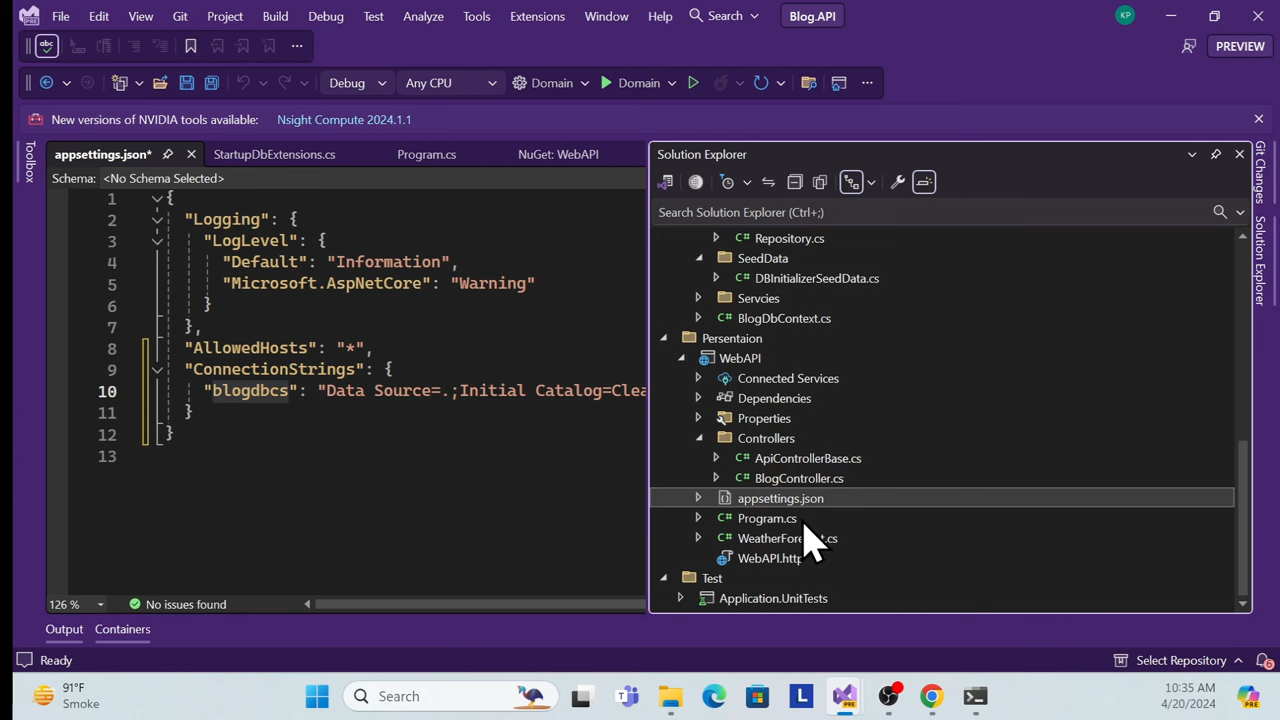 File Edit View Git Project Build Debug Test Analyze Tools Extensions Window Help Search Blog.API KP
PREVIEW
Debug Any CPU Domain Domain
New versions of NVIDIA tools available: Nsight Compute 2024.1.1
Toolbox
appsettings.json* StartupDbExtensions.cs Program.cs NuGet: WebAPI
Schema: <No Schema Selected>
1 {
2 "Logging": {
3 "LogLevel": {
4 "Default": "Information",
5 "Microsoft.AspNetCore": "Warning"
6 }
7 },
8 "AllowedHosts": "*",
9 "ConnectionStrings": {
10 "blogdbcs": "Data Source=.;Initial Catalog=Clea
11 }
12 }
13
126 % No issues found
Solution Explorer
Search Solution Explorer (Ctrl+;)
C# Repository.cs
SeedData
C# DBInitializerSeedData.cs
Servcies
C# BlogDbContext.cs
Persentaion
WebAPI
Connected Services
Dependencies
Properties
Controllers
C# ApiControllerBase.cs
C# BlogController.cs
appsettings.json
C# Program.cs
C# .cs
Test
Application.UnitTests
Git Changes
Solution Explorer
Output Containers
Ready Select Repository 6
91°F
Smoke
Search
L
PRE
10:35 AM
4/20/2024
PRE